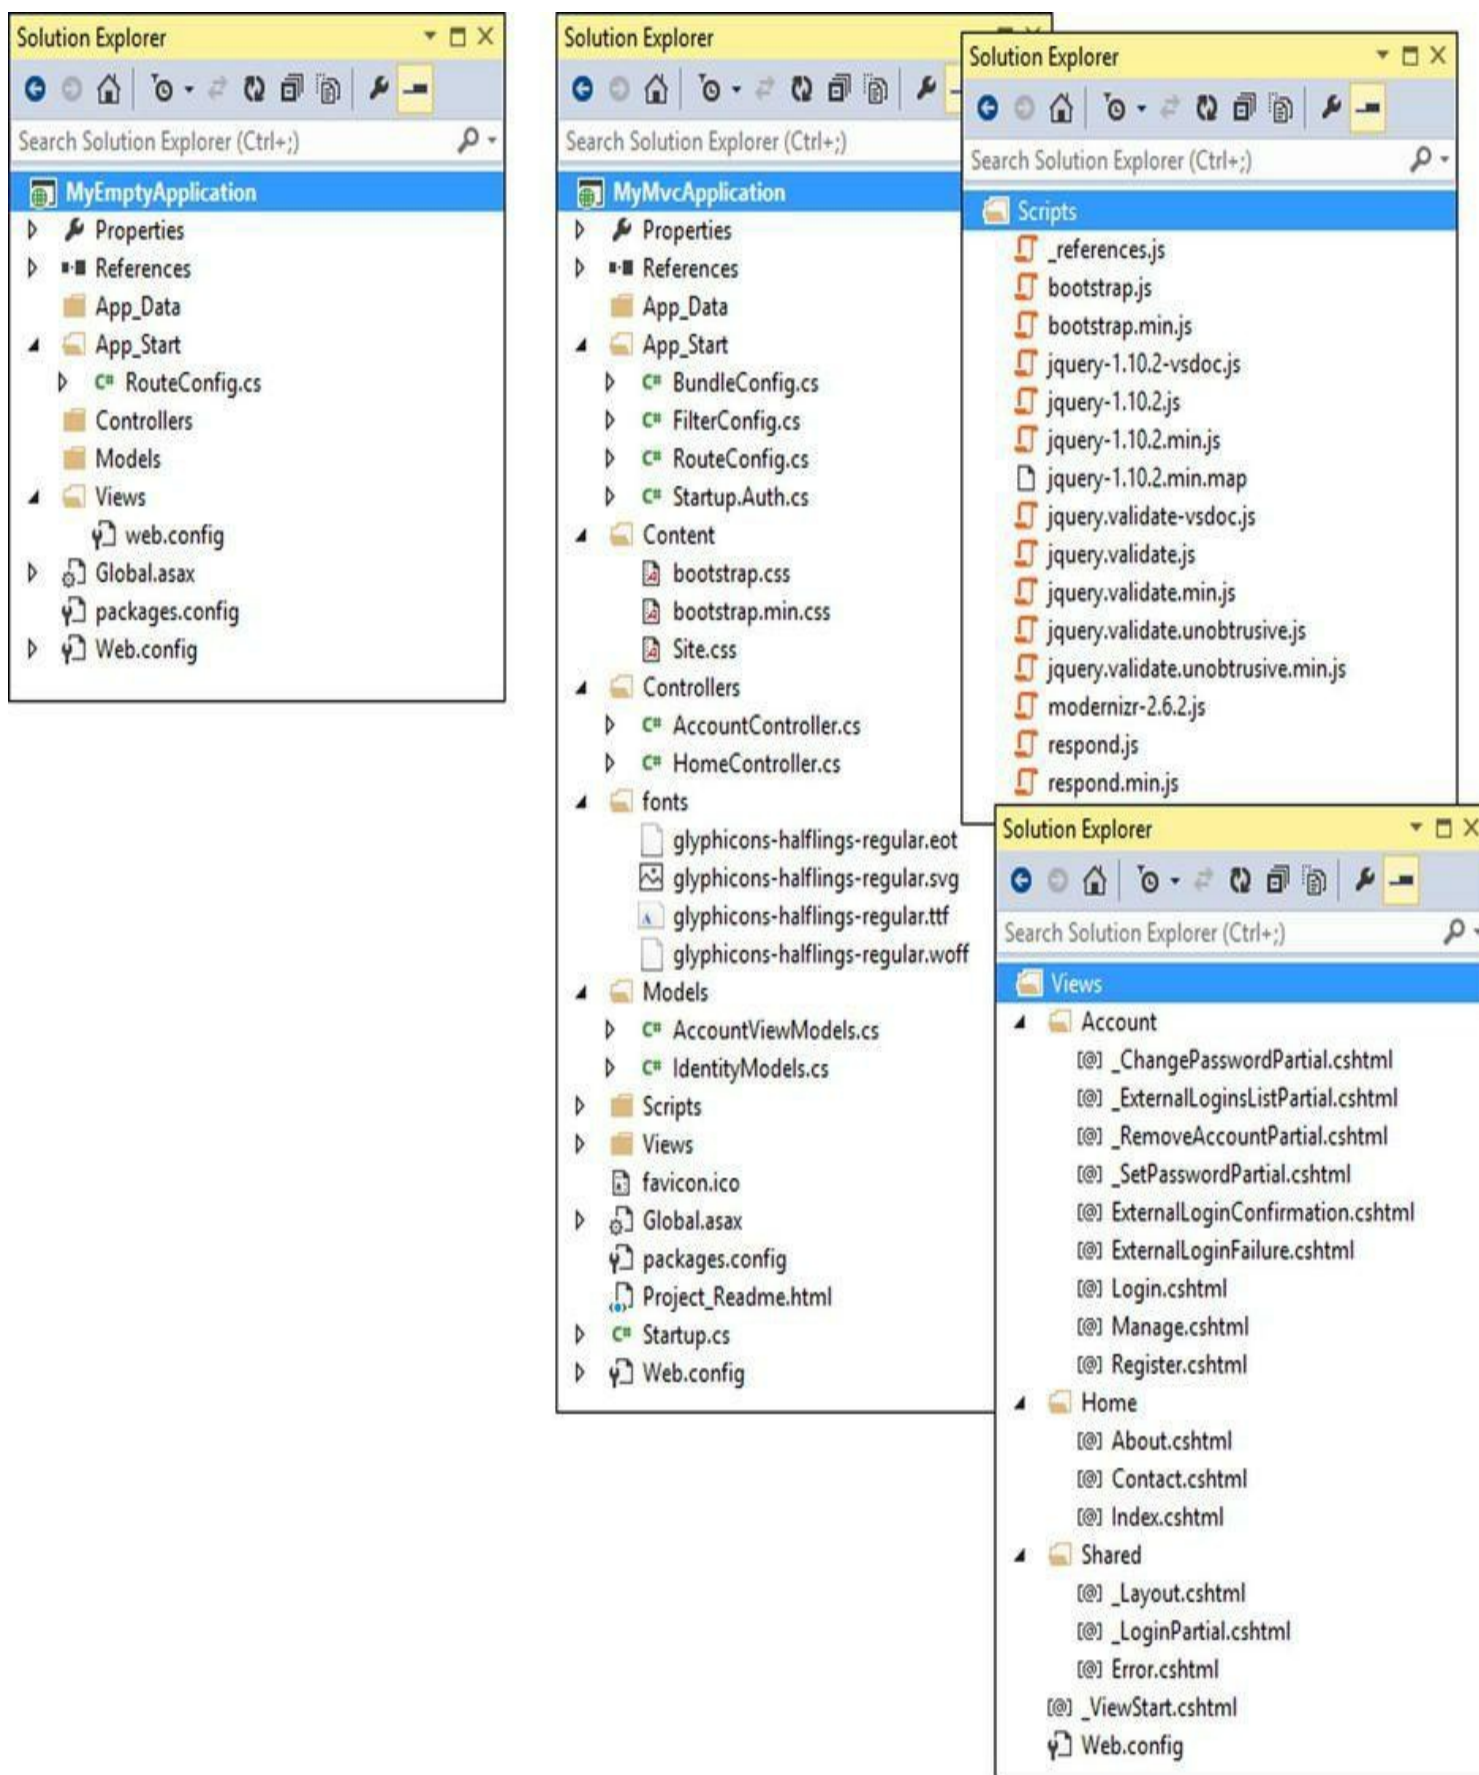 Solution Explorer
Search Solution Explorer (Ctrl+;)
MyEmptyApplication
Properties
References
App_Data
App_Start
C# RouteConfig.cs
Controllers
Models
Views
web.config
Global.asax
packages.config
Web.config
Solution Explorer
Search Solution Explorer (Ctrl+;)
MyMvcApplication
Properties
References
App_Data
App_Start
C# BundleConfig.cs
C# FilterConfig.cs
C# RouteConfig.cs
C# Startup.Auth.cs
Content
bootstrap.css
bootstrap.min.css
Site.css
Controllers
C# AccountController.cs
C# HomeController.cs
fonts
glyphicons-halflings-regular.eot
glyphicons-halflings-regular.svg
glyphicons-halflings-regular.ttf
glyphicons-halflings-regular.woff
Models
C# AccountViewModels.cs
C# IdentityModels.cs
Scripts
Views
favicon.ico
Global.asax
packages.config
Project_Readme.html
C# Startup.cs
Web.config
Solution Explorer
Search Solution Explorer (Ctrl+;)
Scripts
_references.js
bootstrap.js
bootstrap.min.js
jquery-1.10.2-vsdoc.js
jquery-1.10.2.js
jquery-1.10.2.min.js
jquery-1.10.2.min.map
jquery.validate-vsdoc.js
jquery.validate.js
jquery.validate.min.js
jquery.validate.unobtrusive.js
jquery.validate.unobtrusive.min.js
modernizr-2.6.2.js
respond.js
respond.min.js
Solution Explorer
Search Solution Explorer (Ctrl+;)
Views
Account
[@] _ChangePasswordPartial.cshtml
[@] _ExternalLoginsListPartial.cshtml
[@] _RemoveAccountPartial.cshtml
[@] _SetPasswordPartial.cshtml
[@] ExternalLoginConfirmation.cshtml
[@] ExternalLoginFailure.cshtml
[@] Login.cshtml
[@] Manage.cshtml
[@] Register.cshtml
Home
[@] About.cshtml
[@] Contact.cshtml
[@] Index.cshtml
Shared
[@] _Layout.cshtml
[@] _LoginPartial.cshtml
[@] Error.cshtml
[@] _ViewStart.cshtml
Web.config